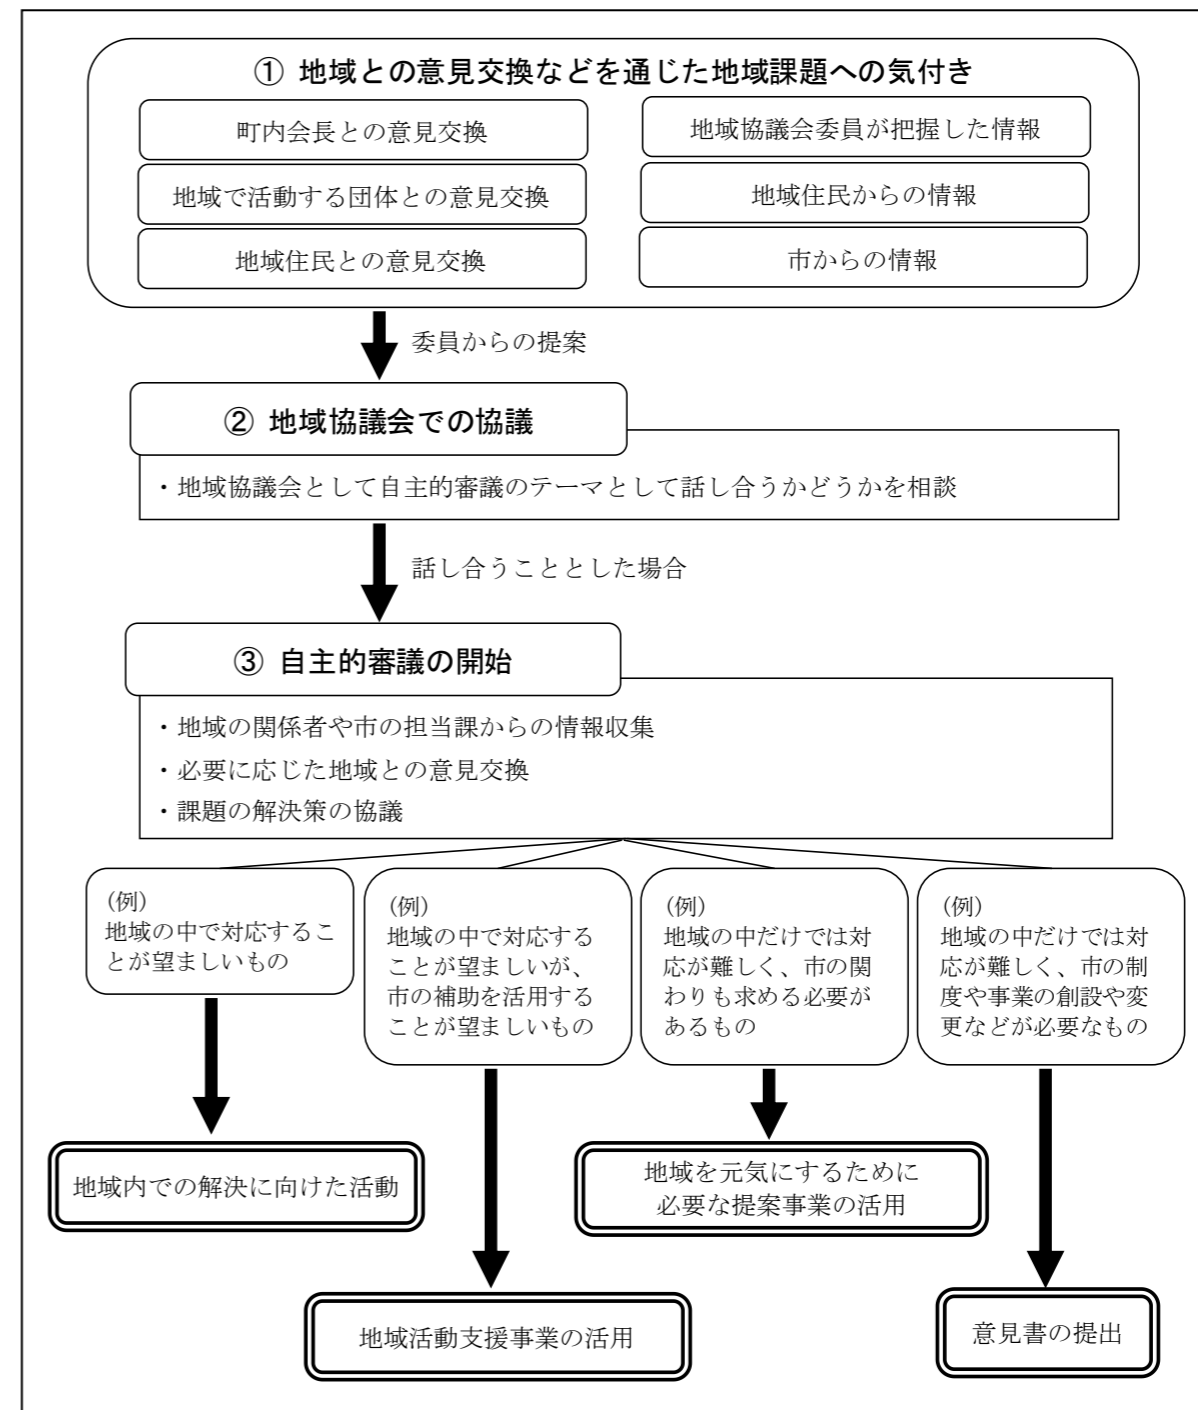 ① 地域との意見交換などを通じた地域課題への気付き
町内会長との意見交換
地域で活動する団体との意見交換
地域住民との意見交換
地域協議会委員が把握した情報
地域住民からの情報
市からの情報
委員からの提案
② 地域協議会での協議
・地域協議会として自主的審議のテーマとして話し合うかどうかを相談
話し合うこととした場合
③ 自主的審議の開始
・地域の関係者や市の担当課からの情報収集
・必要に応じた地域との意見交換
・課題の解決策の協議
(例)
地域の中で対応するこ
とが望ましいもの
(例)
地域の中で対応する
ことが望ましいが、
市の補助を活用する
ことが望ましいもの
(例)
地域の中だけでは対
応が難しく、市の関
わりも求める必要が
あるもの
(例)
地域の中だけでは対
応が難しく、市の制
度や事業の創設や変
更などが必要なもの
地域内での解決に向けた活動
地域活動支援事業の活用
地域を元気にするために
必要な提案事業の活用
意見書の提出